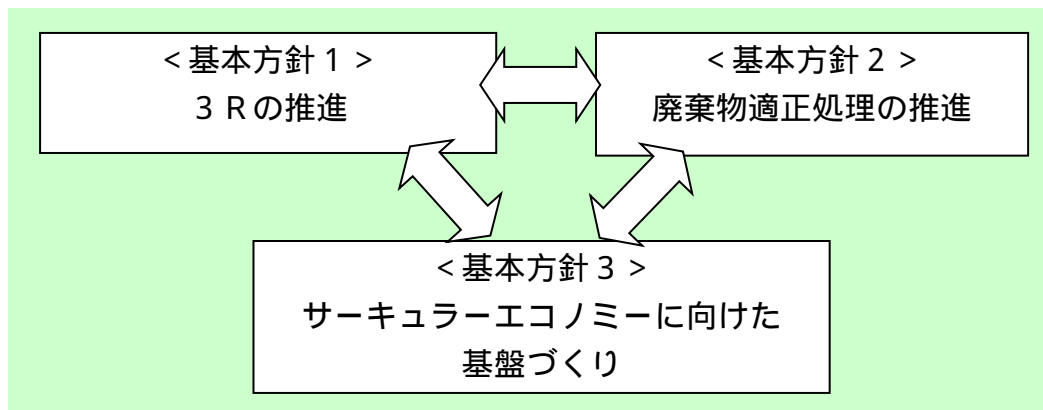 ＜基本方針１＞
３Ｒの推進
＜基本方針２＞
廃棄物適正処理の推進
＜基本方針３＞
サーキュラーエコノミーに向けた
基盤づくり